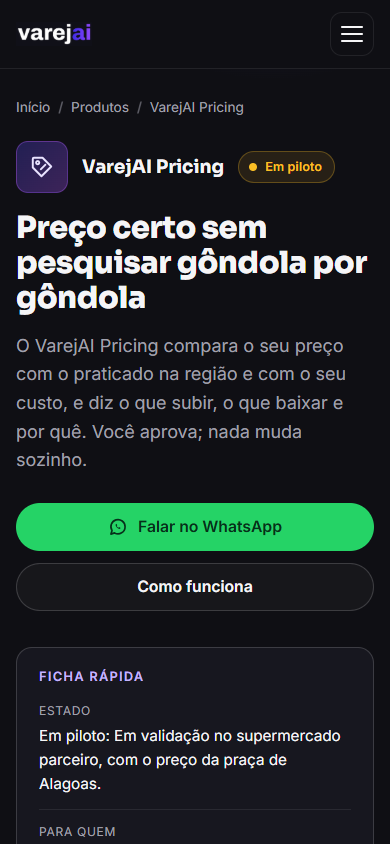 varejai
Início / Produtos / VarejAI Pricing
VarejAI Pricing
Em piloto
Preço certo sem
pesquisar gôndola por
gôndola
O VarejAI Pricing compara o seu preço
com o praticado na região e com o seu
custo, e diz o que subir, o que baixar e
por quê. Você aprova; nada muda
sozinho.
Falar no WhatsApp
Como funciona
FICHA RÁPIDA
ESTADO
Em piloto: Em validação no supermercado
parceiro, com o preço da praça de
Alagoas.
PARA QUEM